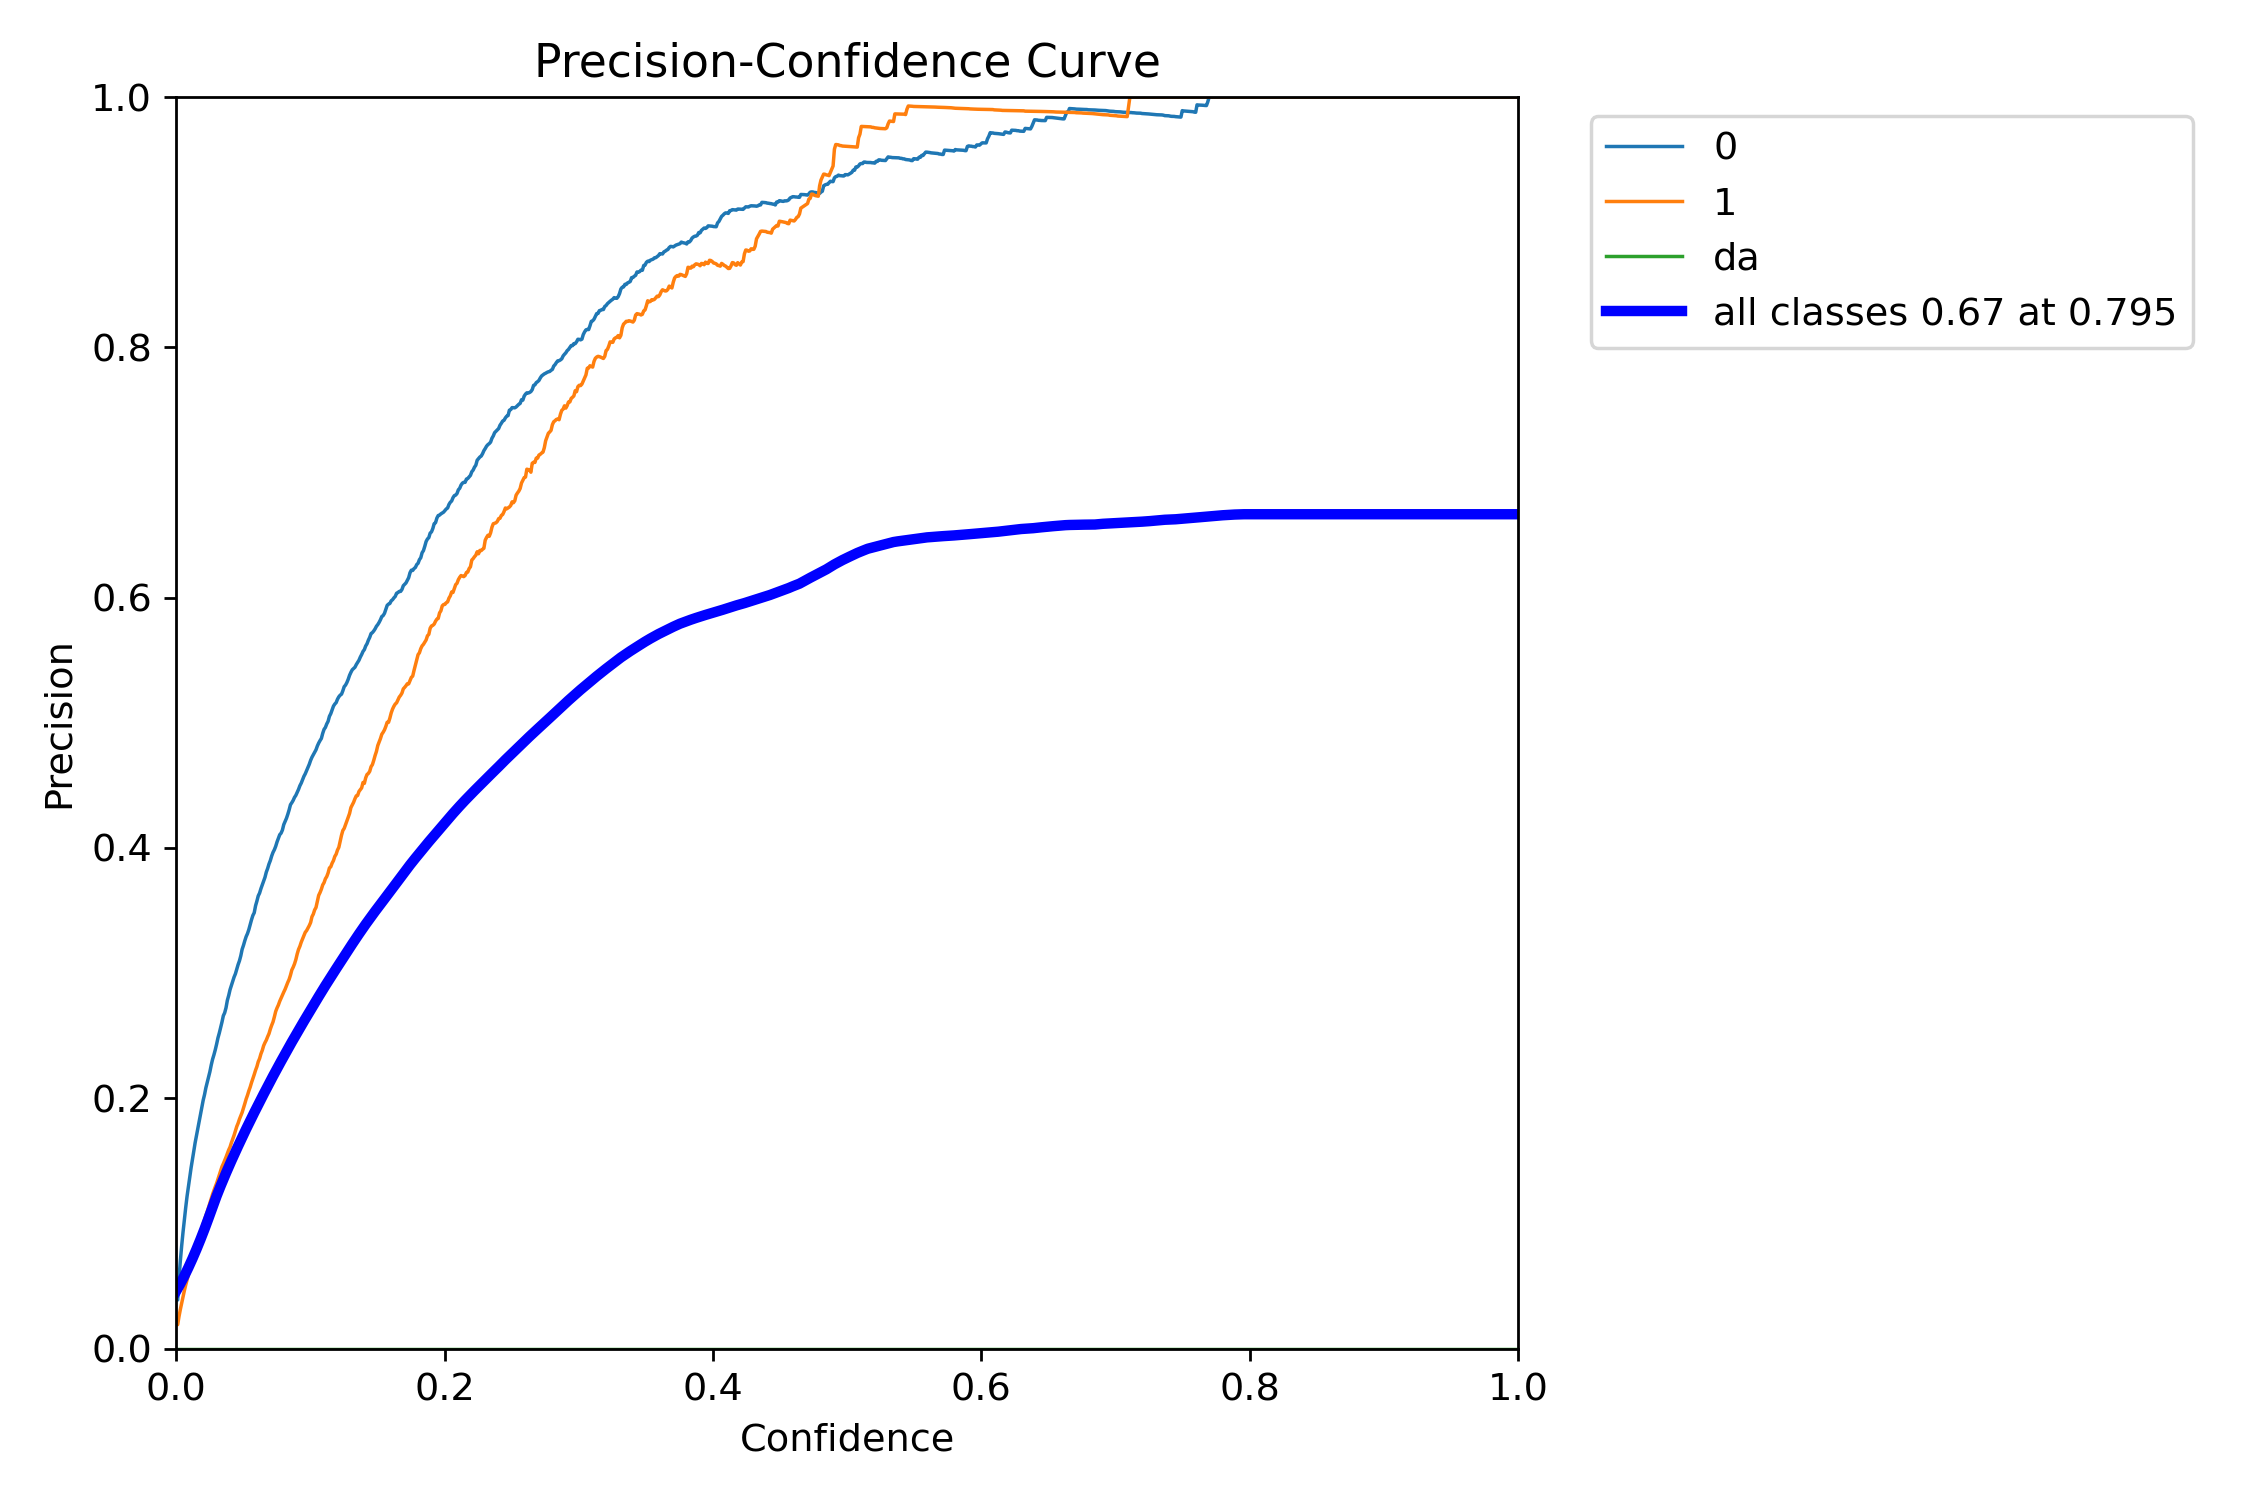 Precision-Confidence Curve
1.0
0.8
0.6
0.4
0.2
0.0
Precision
0.0 0.2 0.4 0.6 0.8 1.0
Confidence
0
1
da
all classes 0.67 at 0.795